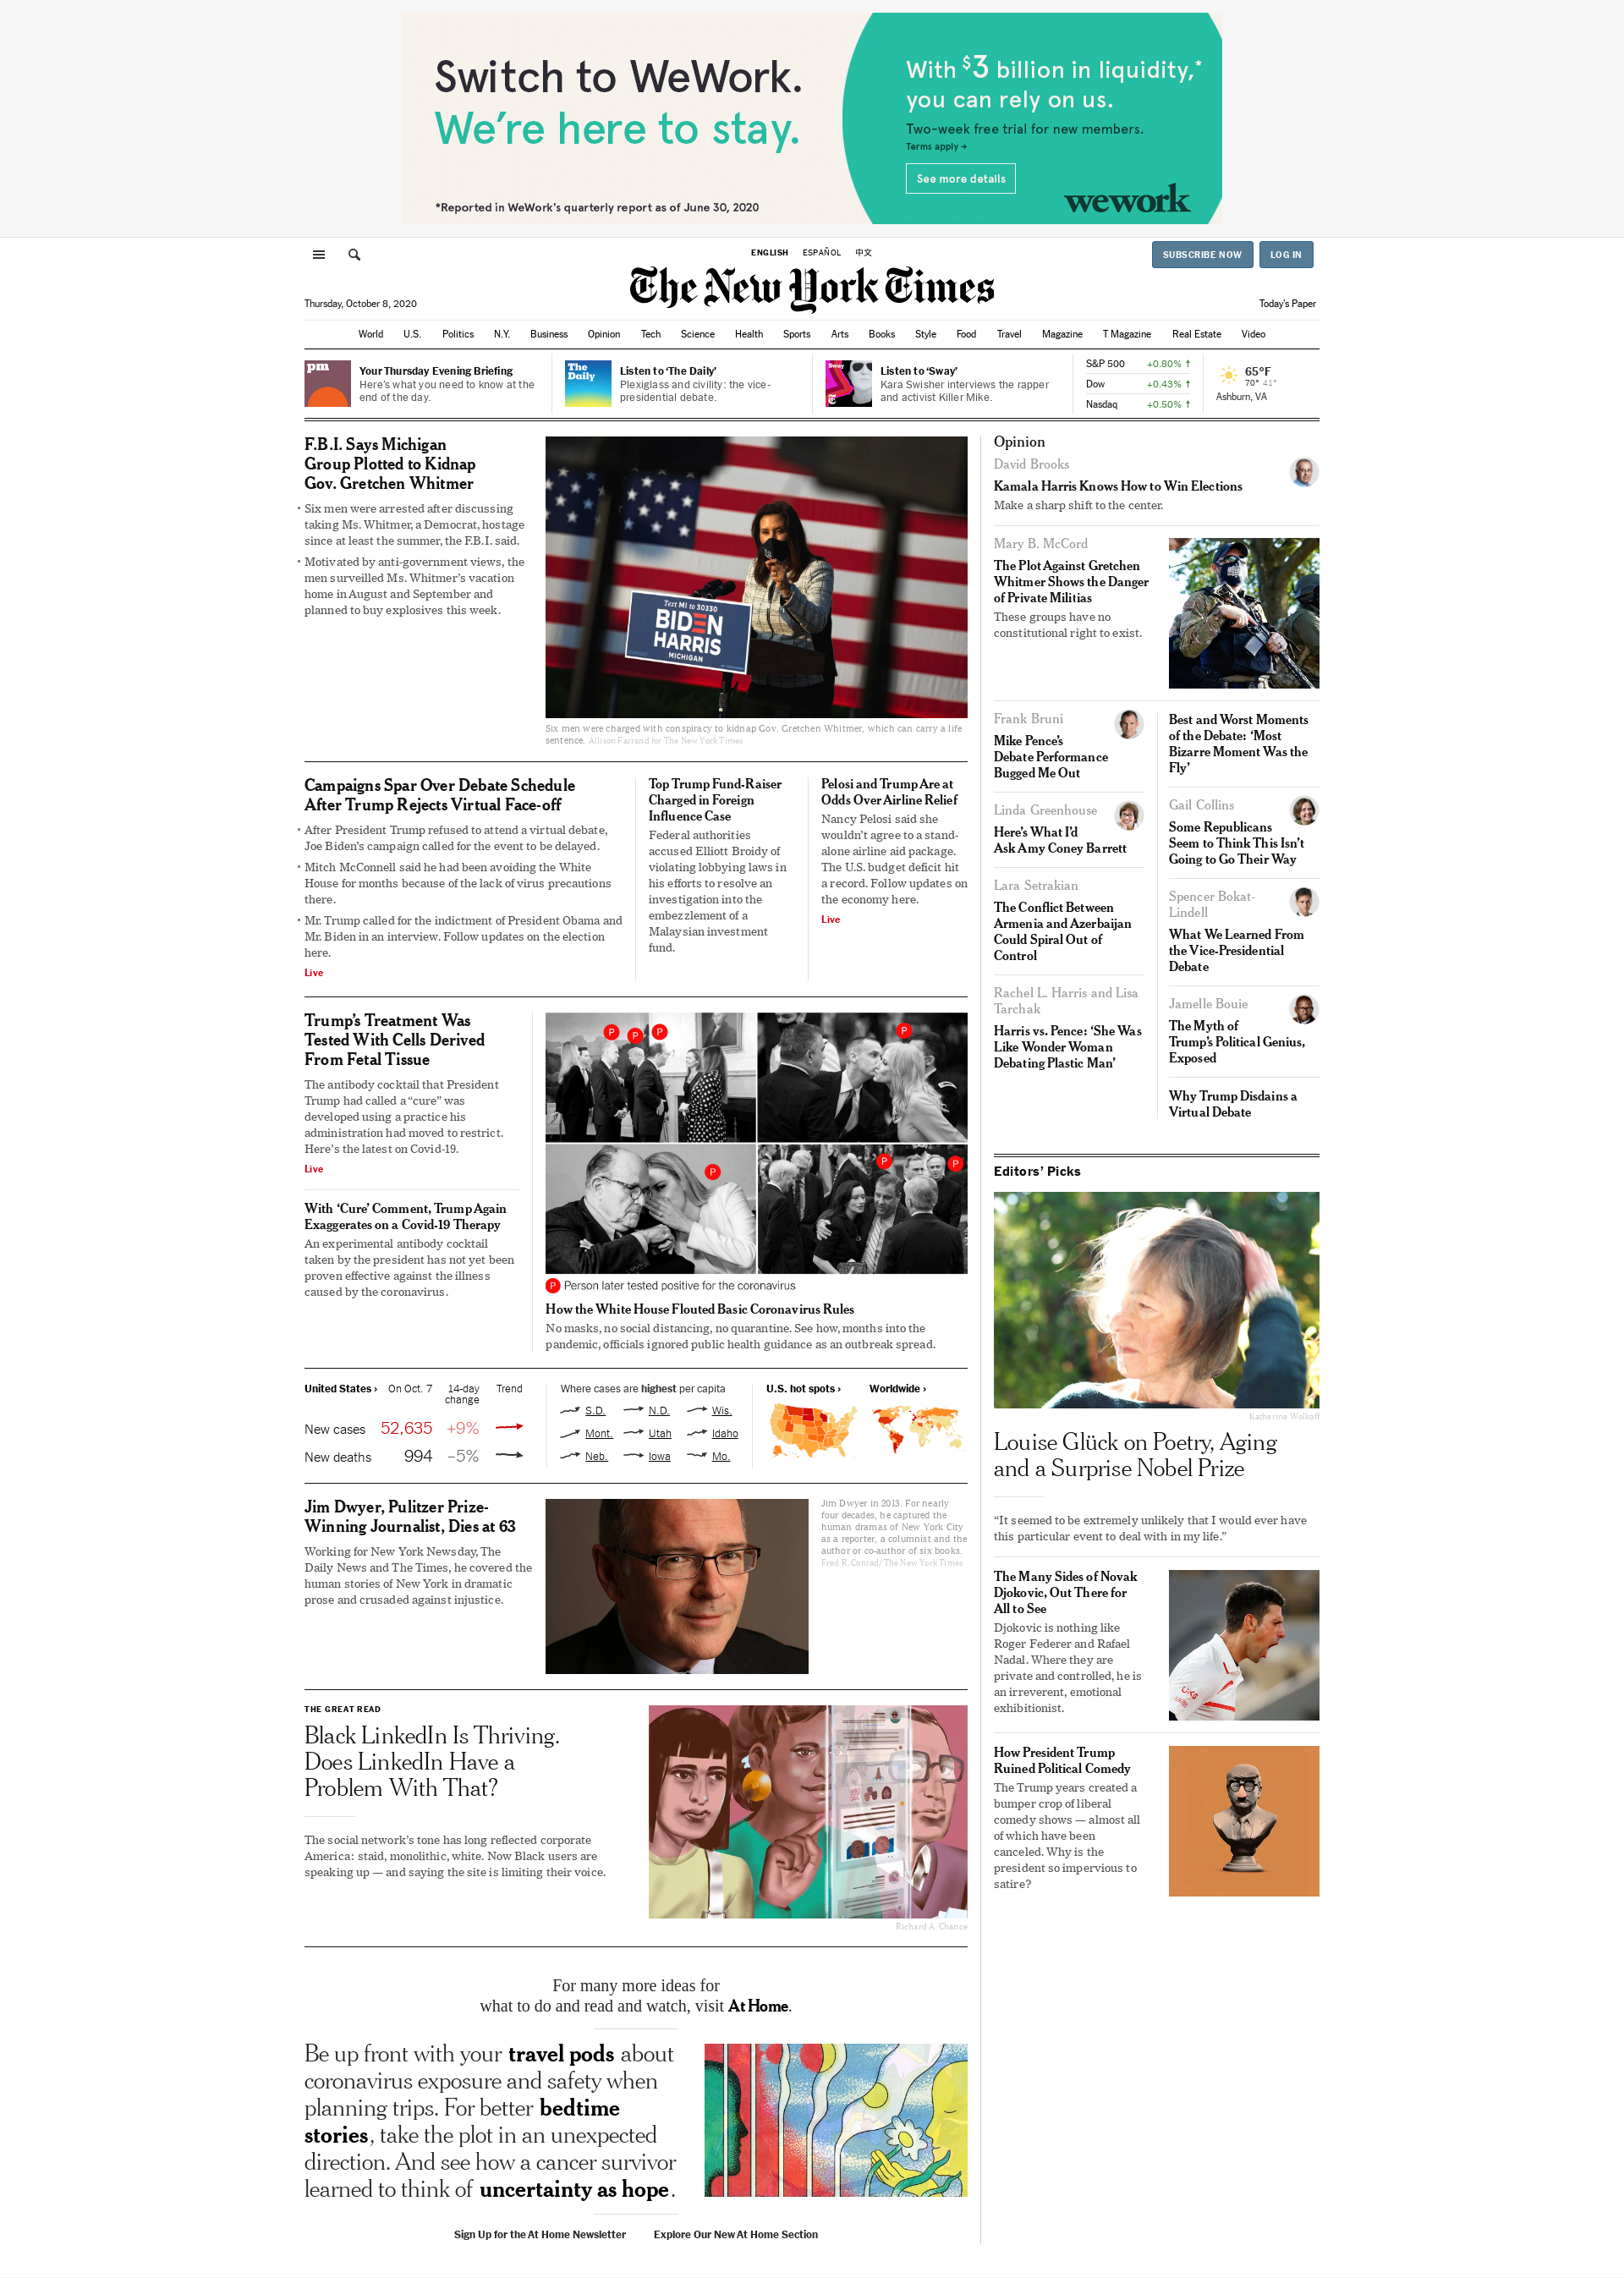 Switch to WeWork.
We're here to stay.
*Reported in WeWork's quarterly report as of June 30, 2020
With $3 billion in liquidity,*
you can rely on us.
Two-week free trial for new members.
Terms apply →
See more details
wework
ENGLISH ESPAÑOL 中文
SUBSCRIBE NOW LOG IN
The New York Times
Thursday, October 8, 2020
Today's Paper
World U.S. Politics N.Y. Business Opinion Tech Science Health Sports Arts Books Style Food Travel Magazine T Magazine Real Estate Video
pm
Your Thursday Evening Briefing
Here's what you need to know at the
end of the day.
The
Daily
Listen to 'The Daily'
Plexiglass and civility: the vice-
presidential debate.
Sway
Listen to 'Sway'
Kara Swisher interviews the rapper
and activist Killer Mike.
S&P 500 +0.80% ↑
Dow +0.43% ↑
Nasdaq +0.50% ↑
65°F
70° 41°
Ashburn, VA
F.B.I. Says Michigan
Group Plotted to Kidnap
Gov. Gretchen Whitmer
• Six men were arrested after discussing
taking Ms. Whitmer, a Democrat, hostage
since at least the summer, the F.B.I. said.
• Motivated by anti-government views, the
men surveilled Ms. Whitmer's vacation
home in August and September and
planned to buy explosives this week.
Text MI to 30330
BIDEN
HARRIS
MICHIGAN
Six men were charged with conspiracy to kidnap Gov. Gretchen Whitmer, which can carry a life
sentence. Allison Farrand for The New York Times
Campaigns Spar Over Debate Schedule
After Trump Rejects Virtual Face-off
• After President Trump refused to attend a virtual debate,
Joe Biden's campaign called for the event to be delayed.
• Mitch McConnell said he had been avoiding the White
House for months because of the lack of virus precautions
there.
• Mr. Trump called for the indictment of President Obama and
Mr. Biden in an interview. Follow updates on the election
here.
Live
Top Trump Fund-Raiser
Charged in Foreign
Influence Case
Federal authorities
accused Elliott Broidy of
violating lobbying laws in
his efforts to resolve an
investigation into the
embezzlement of a
Malaysian investment
fund.
Pelosi and Trump Are at
Odds Over Airline Relief
Nancy Pelosi said she
wouldn't agree to a stand-
alone airline aid package.
The U.S. budget deficit hit
a record. Follow updates on
the economy here.
Live
Trump's Treatment Was
Tested With Cells Derived
From Fetal Tissue
The antibody cocktail that President
Trump had called a "cure" was
developed using a practice his
administration had moved to restrict.
Here's the latest on Covid-19.
Live
With 'Cure' Comment, Trump Again
Exaggerates on a Covid-19 Therapy
An experimental antibody cocktail
taken by the president has not yet been
proven effective against the illness
caused by the coronavirus.
P P P P
P P P
P Person later tested positive for the coronavirus
How the White House Flouted Basic Coronavirus Rules
No masks, no social distancing, no quarantine. See how, months into the
pandemic, officials ignored public health guidance as an outbreak spread.
United States › On Oct. 7 14-day
change Trend
New cases 52,635 +9%
New deaths 994 –5%
Where cases are highest per capita
S.D. N.D. Wis.
Mont. Utah Idaho
Neb. Iowa Mo.
U.S. hot spots › Worldwide ›
Jim Dwyer, Pulitzer Prize-
Winning Journalist, Dies at 63
Working for New York Newsday, The
Daily News and The Times, he covered the
human stories of New York in dramatic
prose and crusaded against injustice.
Jim Dwyer in 2013. For nearly
four decades, he captured the
human dramas of New York City
as a reporter, a columnist and the
author or co-author of six books.
Fred R. Conrad/The New York Times
THE GREAT READ
Black LinkedIn Is Thriving.
Does LinkedIn Have a
Problem With That?
The social network's tone has long reflected corporate
America: staid, monolithic, white. Now Black users are
speaking up — and saying the site is limiting their voice.
Richard A. Chance
For many more ideas for
what to do and read and watch, visit At Home.
Be up front with your travel pods about
coronavirus exposure and safety when
planning trips. For better bedtime
stories, take the plot in an unexpected
direction. And see how a cancer survivor
learned to think of uncertainty as hope.
Sign Up for the At Home Newsletter Explore Our New At Home Section
Opinion
David Brooks
Kamala Harris Knows How to Win Elections
Make a sharp shift to the center.
Mary B. McCord
The Plot Against Gretchen
Whitmer Shows the Danger
of Private Militias
These groups have no
constitutional right to exist.
Frank Bruni
Mike Pence's
Debate Performance
Bugged Me Out
Linda Greenhouse
Here's What I'd
Ask Amy Coney Barrett
Lara Setrakian
The Conflict Between
Armenia and Azerbaijan
Could Spiral Out of
Control
Rachel L. Harris and Lisa
Tarchak
Harris vs. Pence: 'She Was
Like Wonder Woman
Debating Plastic Man'
Best and Worst Moments
of the Debate: 'Most
Bizarre Moment Was the
Fly'
Gail Collins
Some Republicans
Seem to Think This Isn't
Going to Go Their Way
Spencer Bokat-
Lindell
What We Learned From
the Vice-Presidential
Debate
Jamelle Bouie
The Myth of
Trump's Political Genius,
Exposed
Why Trump Disdains a
Virtual Debate
Editors' Picks
Katherine Wolkoff
Louise Glück on Poetry, Aging
and a Surprise Nobel Prize
"It seemed to be extremely unlikely that I would ever have
this particular event to deal with in my life."
The Many Sides of Novak
Djokovic, Out There for
All to See
Djokovic is nothing like
Roger Federer and Rafael
Nadal. Where they are
private and controlled, he is
an irreverent, emotional
exhibitionist.
How President Trump
Ruined Political Comedy
The Trump years created a
bumper crop of liberal
comedy shows — almost all
of which have been
canceled. Why is the
president so impervious to
satire?